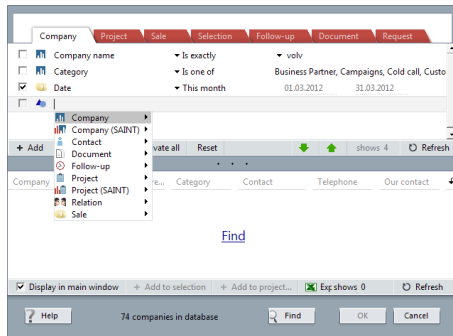 Company Project Sale Selection Follow-up Document Request
Company name Is exactly volv
Category Is one of Business Partner, Campaigns, Cold call, Custo
Date This month 01.03.2012 31.03.2012
Company
Company (SAINT)
Contact
Document
Follow-up
Project
Project (SAINT)
Relation
Sale
+ Add vate all Reset shows 4 Refresh
Company re... Category Contact Telephone Our contact
Find
Display in main window + Add to selection + Add to project... Exp shows 0 Refresh
Help 74 companies in database Find OK Cancel